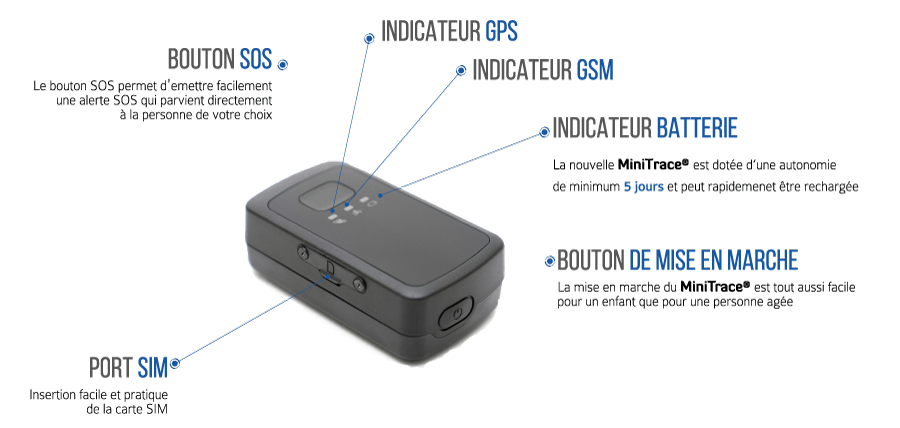 INDICATEUR GPS
BOUTON SOS
Le bouton SOS permet d'emettre facilement
une alerte SOS qui parvient directement
à la personne de votre choix
INDICATEUR GSM
INDICATEUR BATTERIE
La nouvelle MiniTrace® est dotée d'une autonomie
de minimum 5 jours et peut rapidemenet être rechargée
BOUTON DE MISE EN MARCHE
La mise en marche du MiniTrace® est tout aussi facile
pour un enfant que pour une personne agée
PORT SIM
Insertion facile et pratique
de la carte SIM